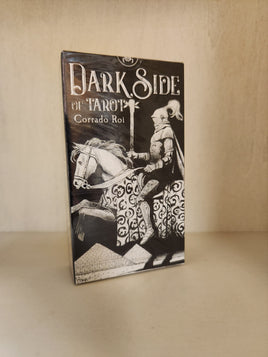 DARK SIDE
OF TAROT
Corrado Roi